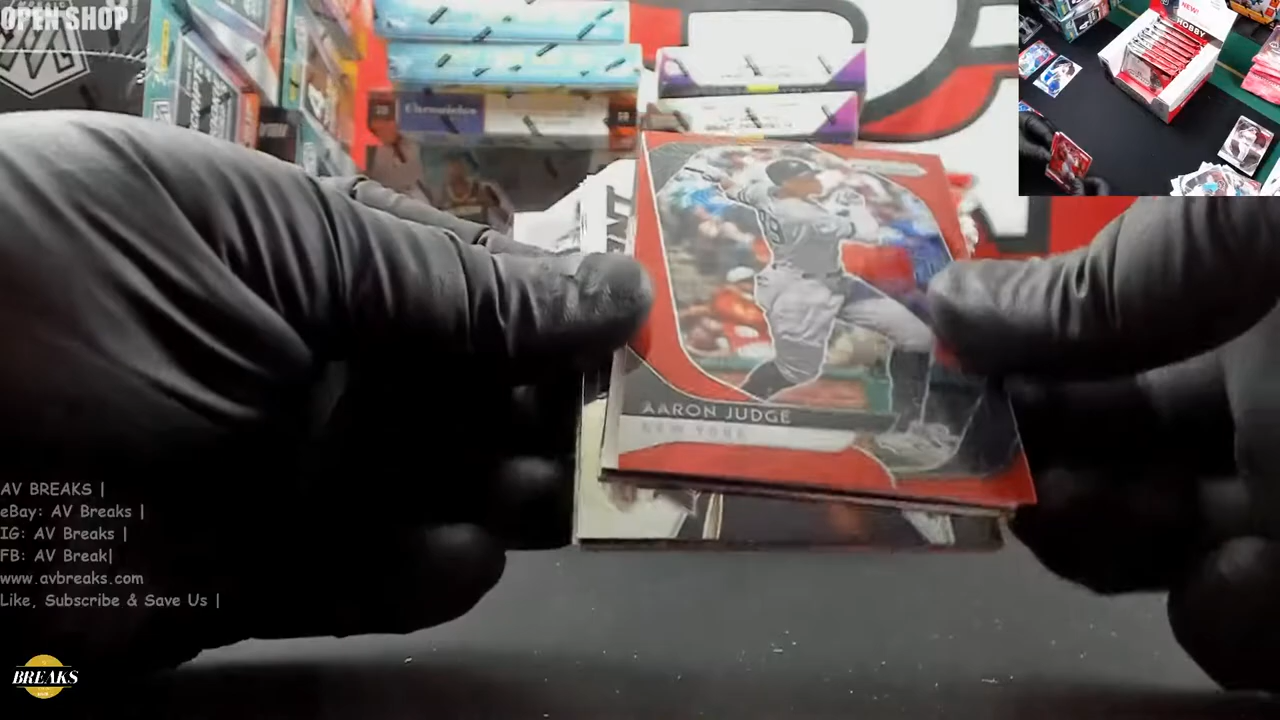 OPEN SHOP
NEW!
HOBBY
Chronicles
AARON JUDGE
NEW YORK
AV BREAKS |
eBay: AV Breaks |
IG: AV Breaks |
FB: AV Break|
www.avbreaks.com
Like, Subscribe & Save Us |
BREAKS